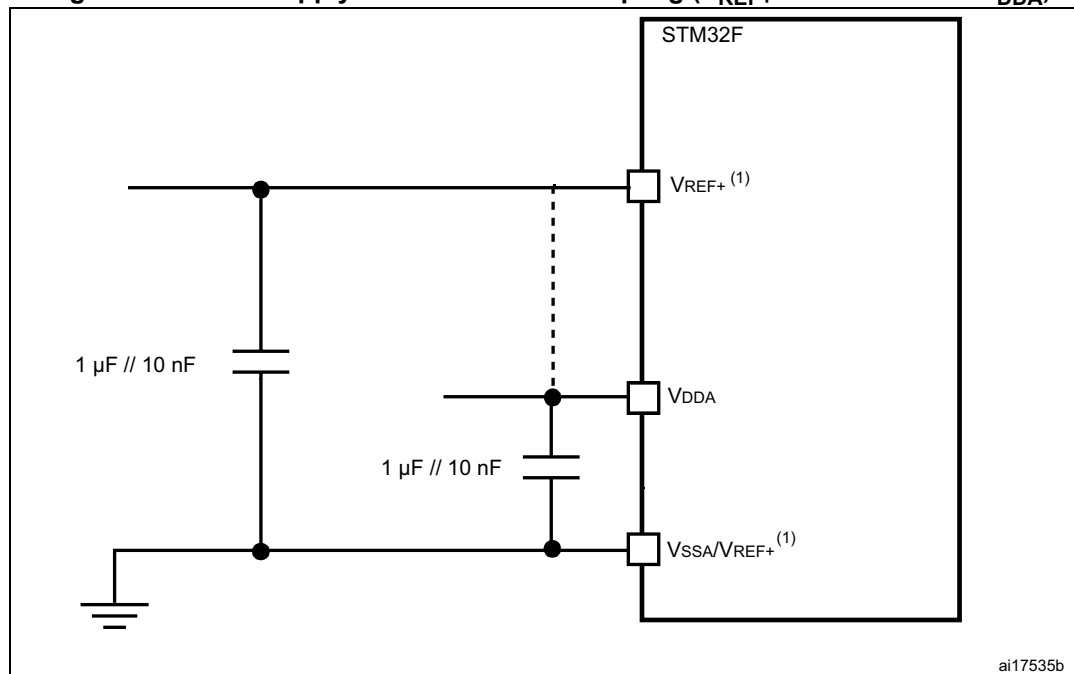 STM32F
VREF+ (1)
1 µF // 10 nF
VDDA
1 µF // 10 nF
VSSA/VREF+ (1)
ai17535b